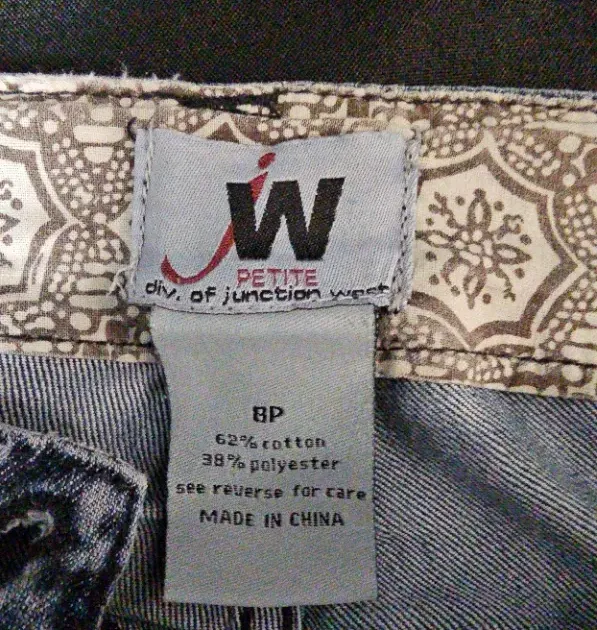 jW
PETITE
div. of junction west
8P
62% cotton
38% polyester
see reverse for care
MADE IN CHINA